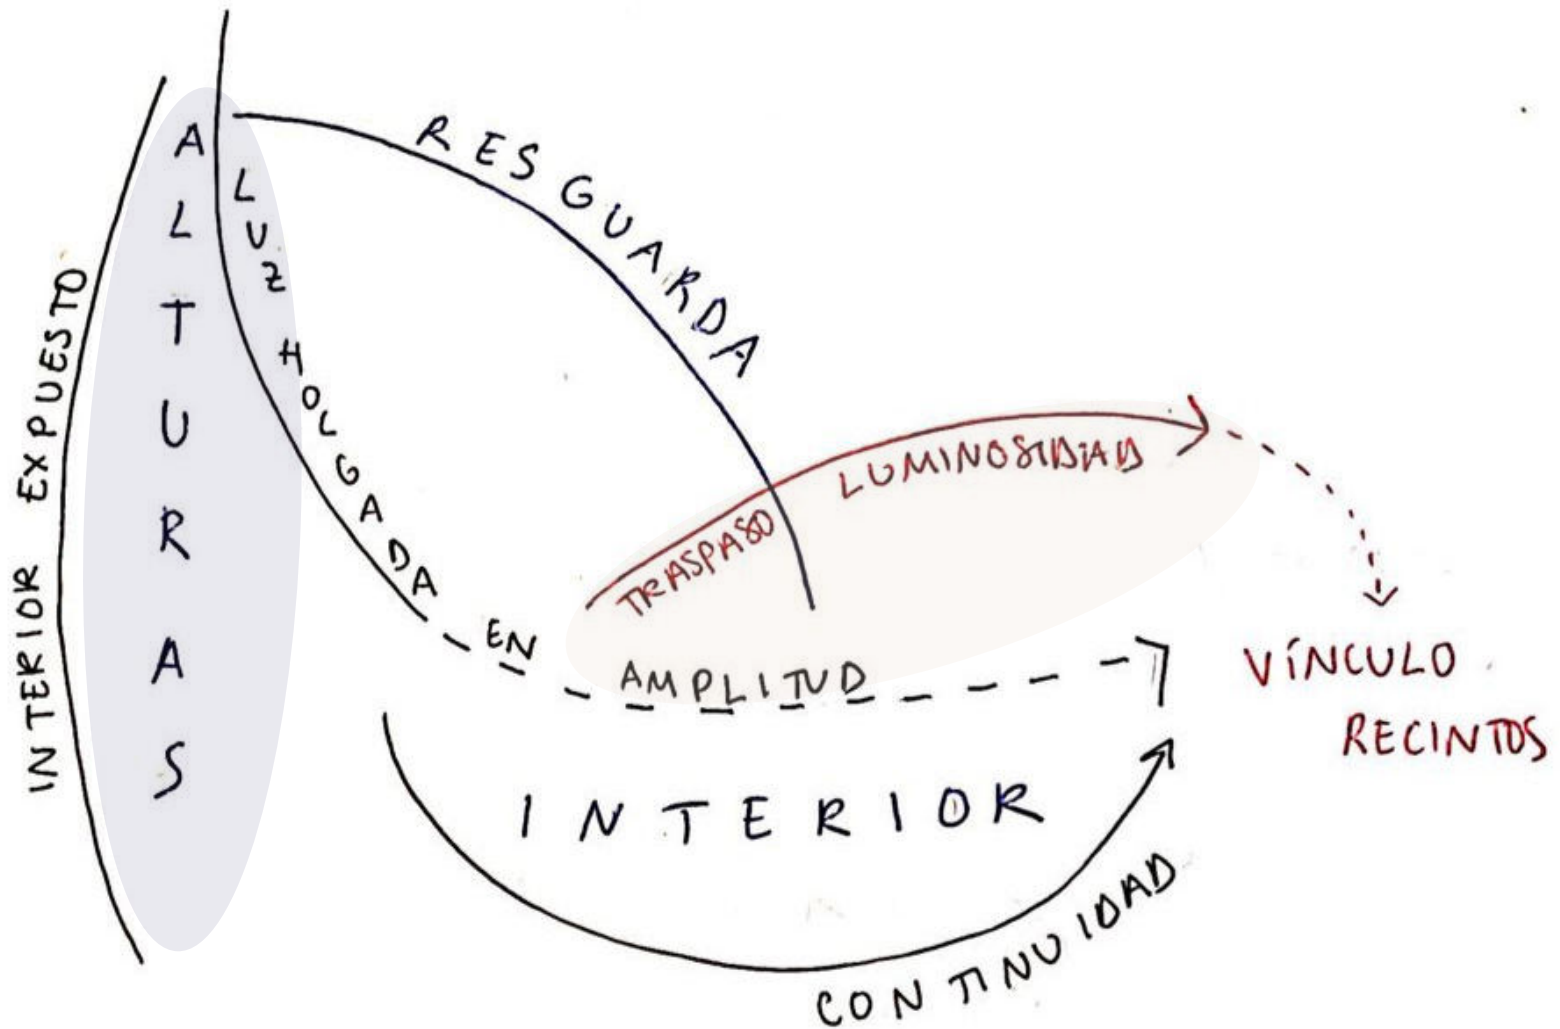 INTERIOR EXPUESTO
ALTURAS
LUZ HOLGADA EN AMPLITUD
RESGUARDA
TRASPASO LUMINOSIDAD
VÍNCULO
RECINTOS
INTERIOR
CONTINUIDAD